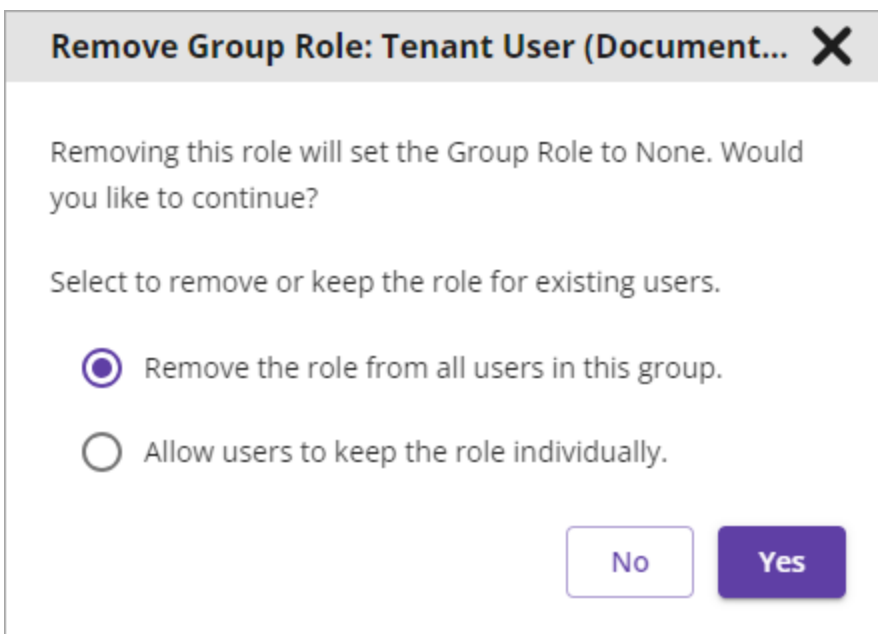 Remove Group Role: Tenant User (Document...
Removing this role will set the Group Role to None. Would
you like to continue?
Select to remove or keep the role for existing users.
Remove the role from all users in this group.
Allow users to keep the role individually.
No
Yes